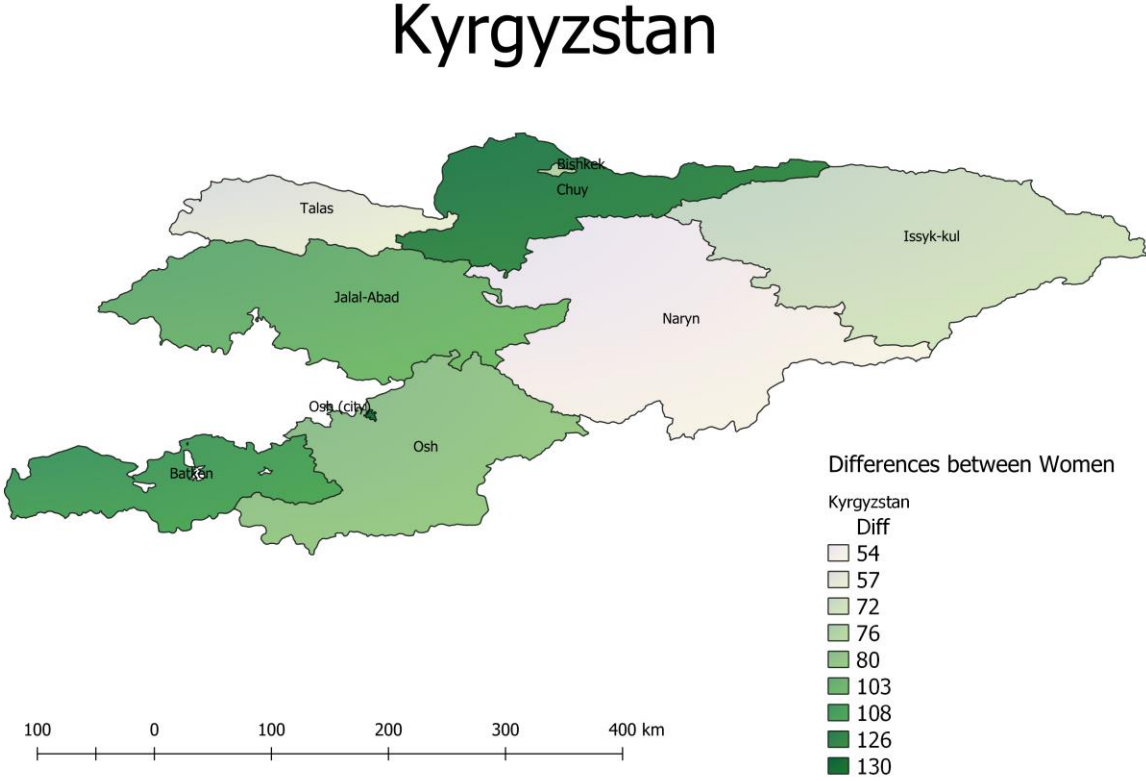 Kyrgyzstan
Bishkek
Chuy
Talas
Issyk-kul
Jalal-Abad
Naryn
Osh (city)
Osh
Batken
Differences between Women
Kyrgyzstan
Diff
54
57
72
76
80
103
108
126
130
100 0 100 200 300 400 km